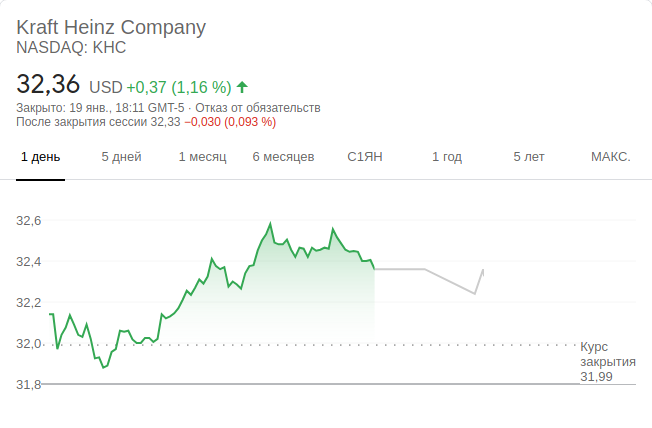 Kraft Heinz Company
NASDAQ: KHC
32,36 USD +0,37 (1,16 %)
Закрыто: 19 янв., 18:11 GMT-5 · Отказ от обязательств
После закрытия сессии 32,33 −0,030 (0,093 %)
1 день 5 дней 1 месяц 6 месяцев С1ЯН 1 год 5 лет МАКС.
32,6
32,4
32,2
32,0
Курс
закрытия
31,99
31,8